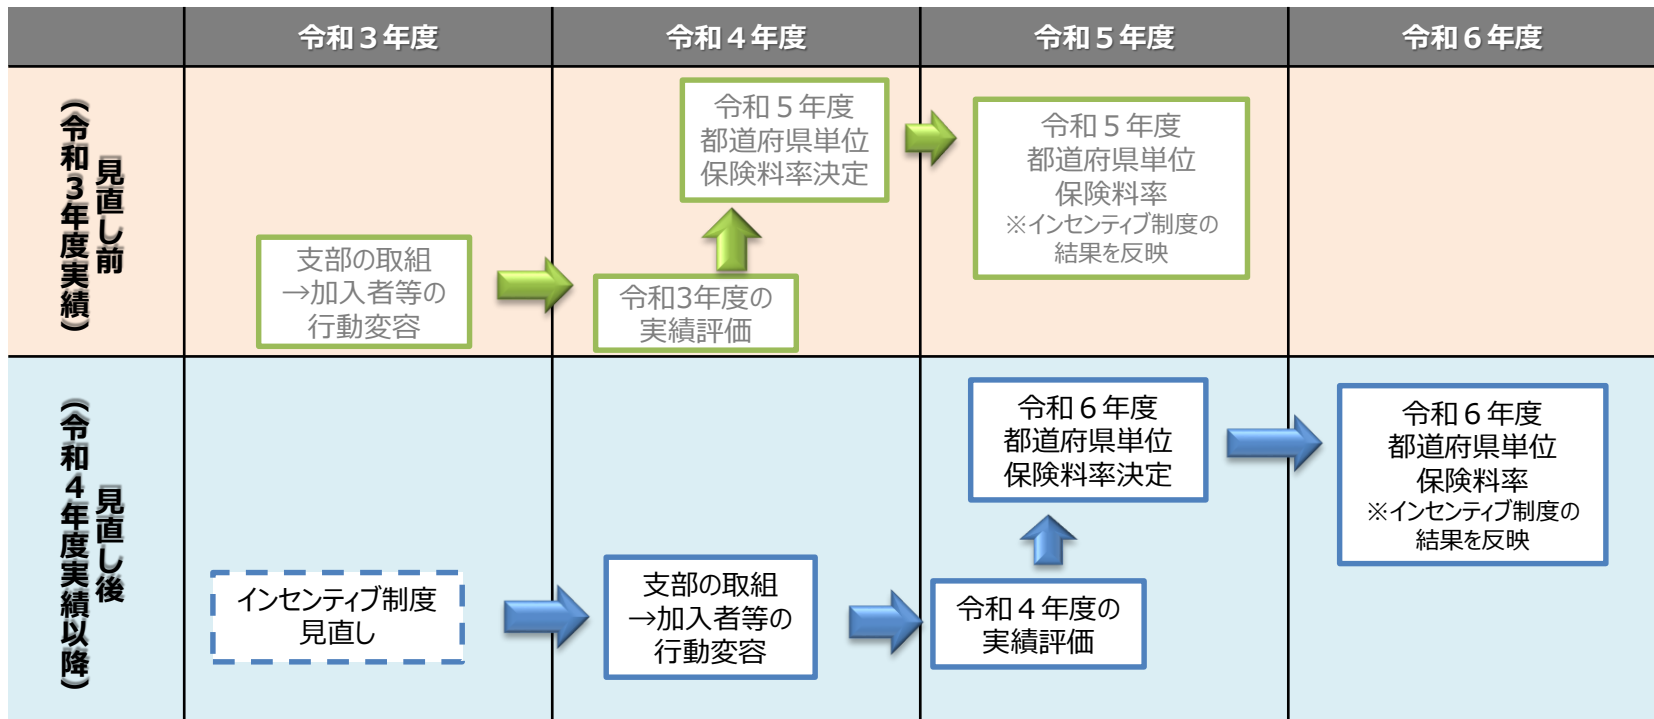 令和３年度
令和４年度
令和５年度
令和６年度
見直し前
（令和３年度実績）
支部の取組
→加入者等の
行動変容
令和3年度の
実績評価
令和５年度
都道府県単位
保険料率決定
令和５年度
都道府県単位
保険料率
※インセンティブ制度の
結果を反映
見直し後
（令和４年度実績以降）
インセンティブ制度
見直し
支部の取組
→加入者等の
行動変容
令和４年度の
実績評価
令和６年度
都道府県単位
保険料率決定
令和６年度
都道府県単位
保険料率
※インセンティブ制度の
結果を反映